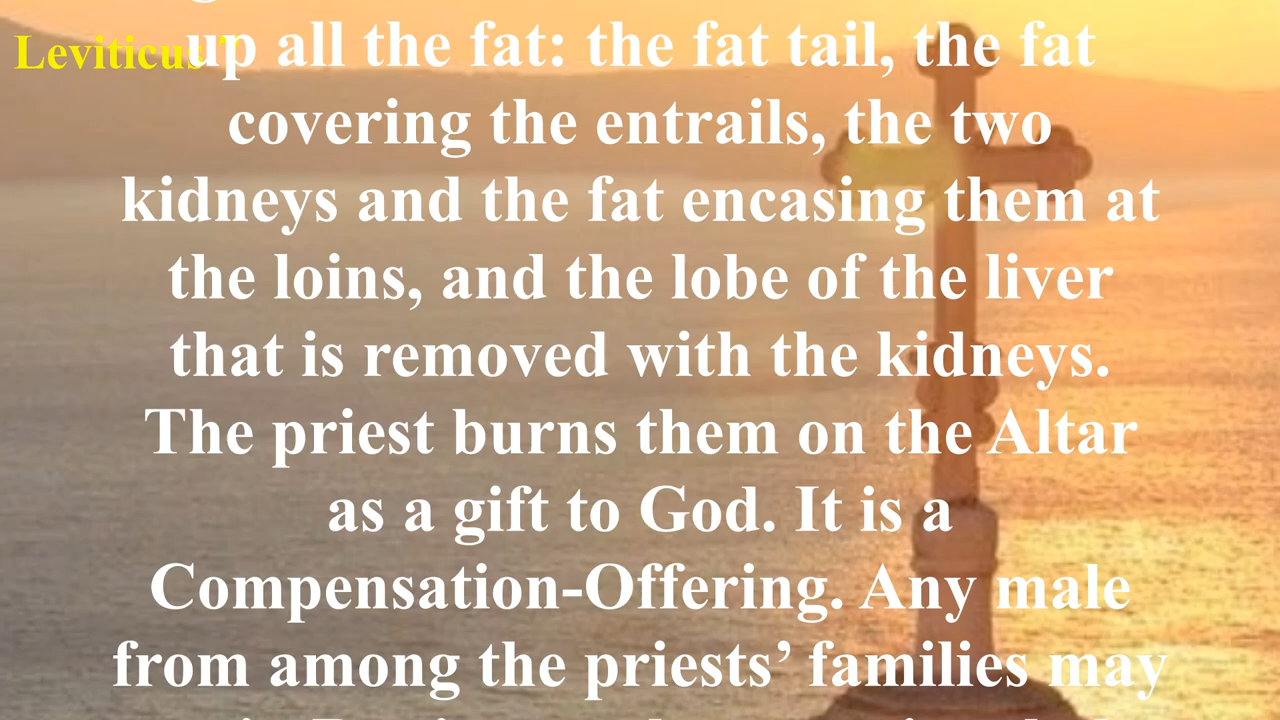 Leviticus
up all the fat: the fat tail, the fat
covering the entrails, the two
kidneys and the fat encasing them at
the loins, and the lobe of the liver
that is removed with the kidneys.
The priest burns them on the Altar
as a gift to God. It is a
Compensation-Offering. Any male
from among the priests’ families may